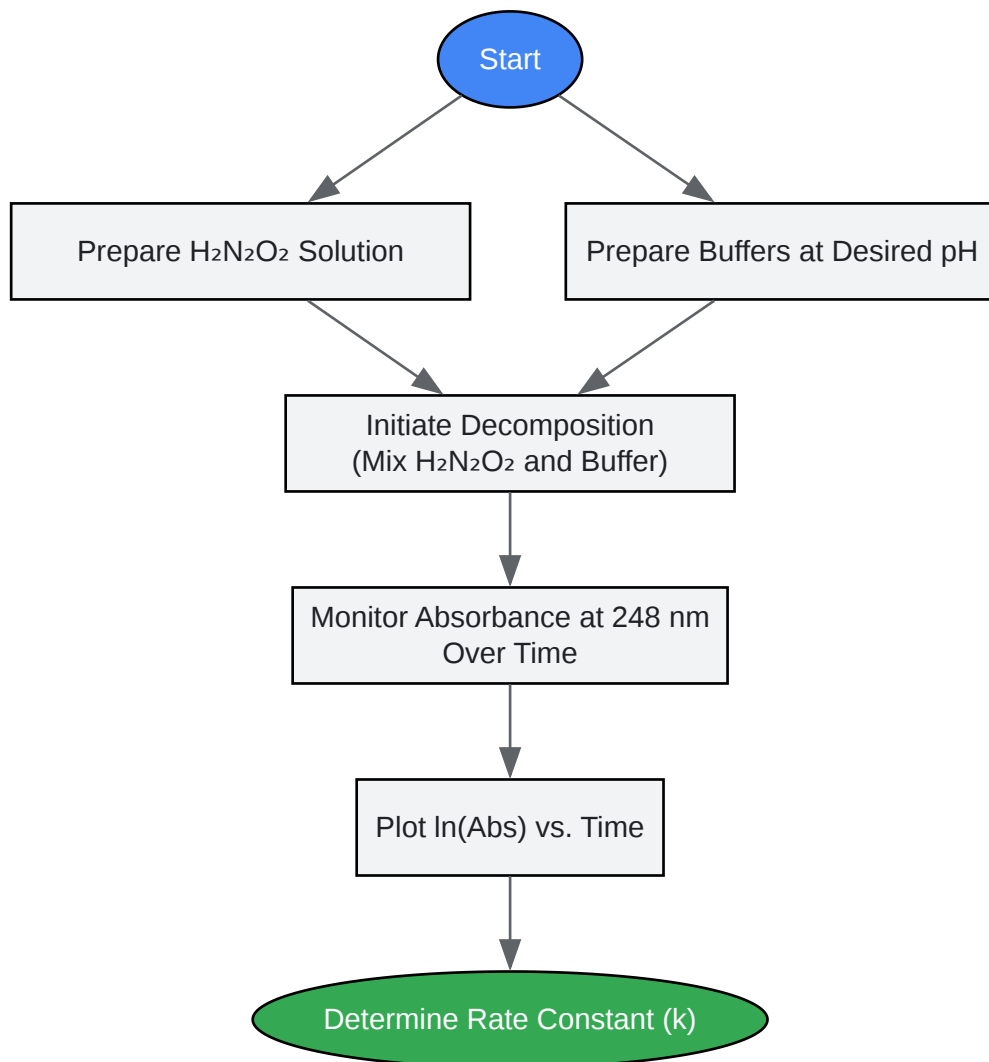 Start
Prepare H₂N₂O₂ Solution
Prepare Buffers at Desired pH
Initiate Decomposition
(Mix H₂N₂O₂ and Buffer)
Monitor Absorbance at 248 nm
Over Time
Plot ln(Abs) vs. Time
Determine Rate Constant (k)